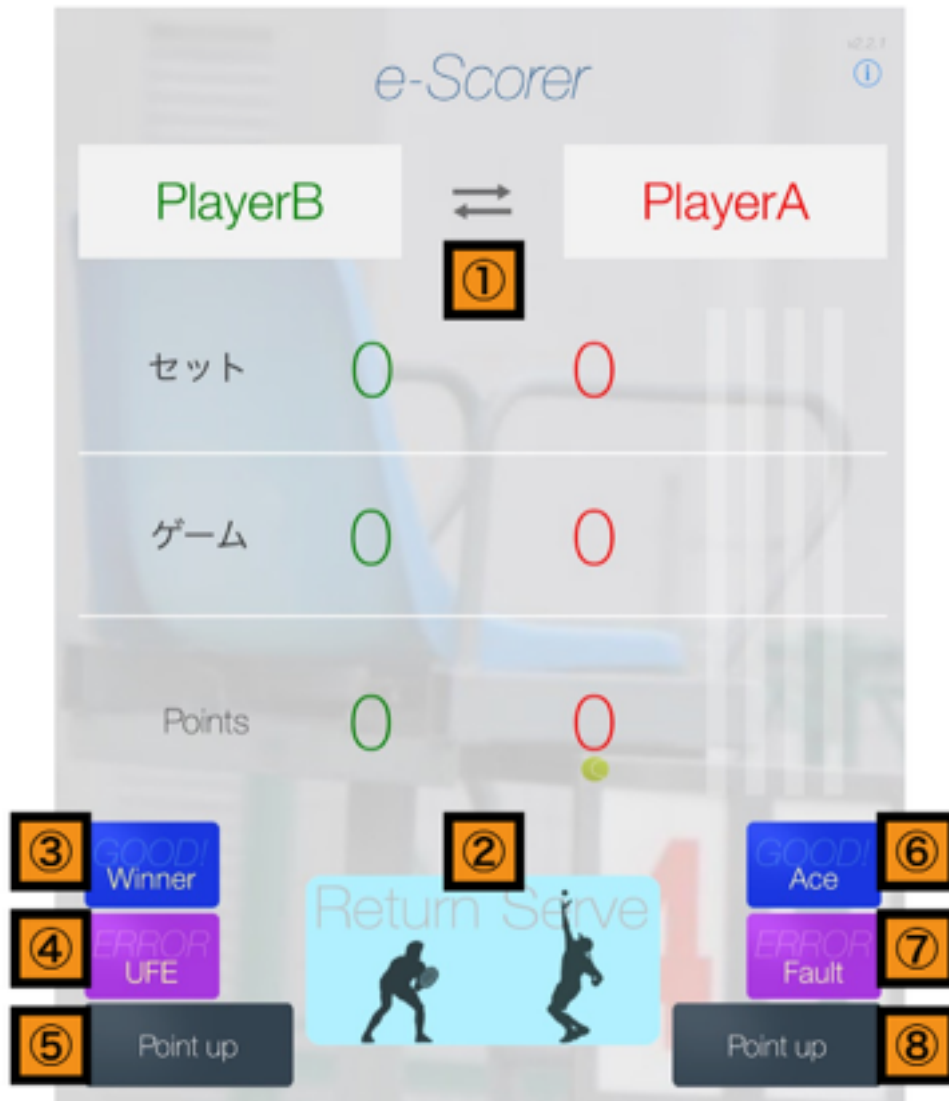 v2.2.1
e-Scorer
PlayerB
PlayerA
①
セット 0 0
ゲーム 0 0
Points 0 0
③ GOOD! Winner
②
GOOD! Ace ⑥
Return Serve
④ ERROR UFE
ERROR Fault ⑦
⑤ Point up
Point up ⑧
4